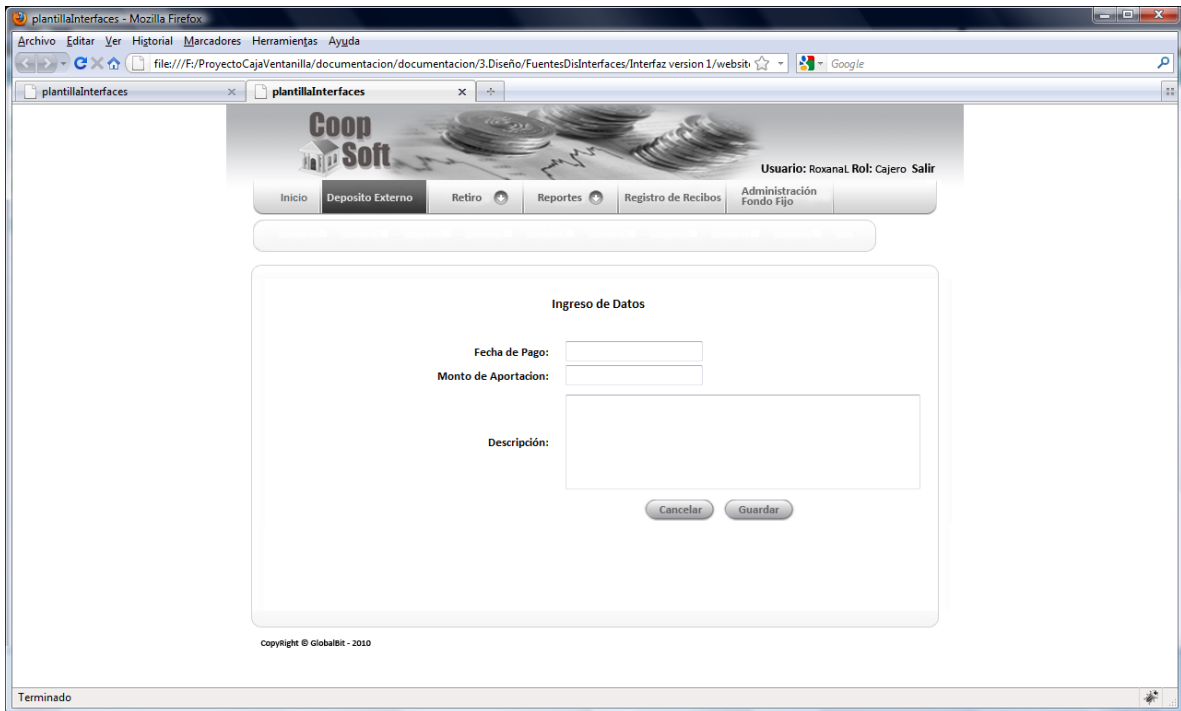 plantillaInterfaces - Mozilla Firefox
Archivo Editar Ver Historial Marcadores Herramientas Ayuda
file:///F:/ProyectoCajaVentanilla/documentacion/documentacion/3.Diseño/FuentesDisInterfaces/Interfaz version 1/website Google
plantillaInterfaces plantillaInterfaces
Coop
Soft
Usuario: RoxanaL Rol: Cajero Salir
Inicio Deposito Externo Retiro Reportes Registro de Recibos Administración
Fondo Fijo
Ingreso de Datos
Fecha de Pago:
Monto de Aportacion:
Descripción:
Cancelar Guardar
CopyRight © GlobalBit - 2010
Terminado